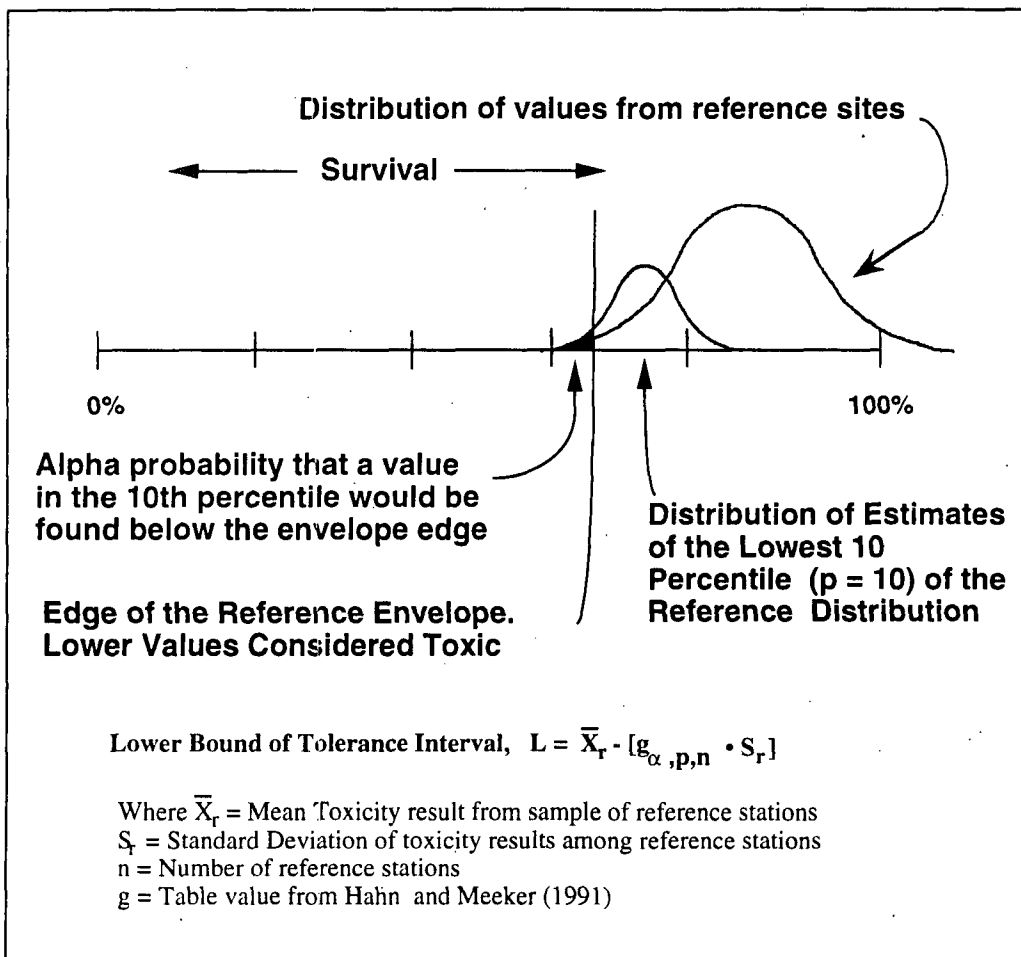 Distribution of values from reference sites
Survival
0%
100%
Alpha probability that a value
in the 10th percentile would be
found below the envelope edge
Distribution of Estimates
of the Lowest 10
Percentile (p = 10) of the
Reference Distribution
Edge of the Reference Envelope.
Lower Values Considered Toxic
Lower Bound of Tolerance Interval, L = X̅r - [gα,p,n • Sr]
Where X̅r = Mean Toxicity result from sample of reference stations
Sr = Standard Deviation of toxicity results among reference stations
n = Number of reference stations
g = Table value from Hahn and Meeker (1991)